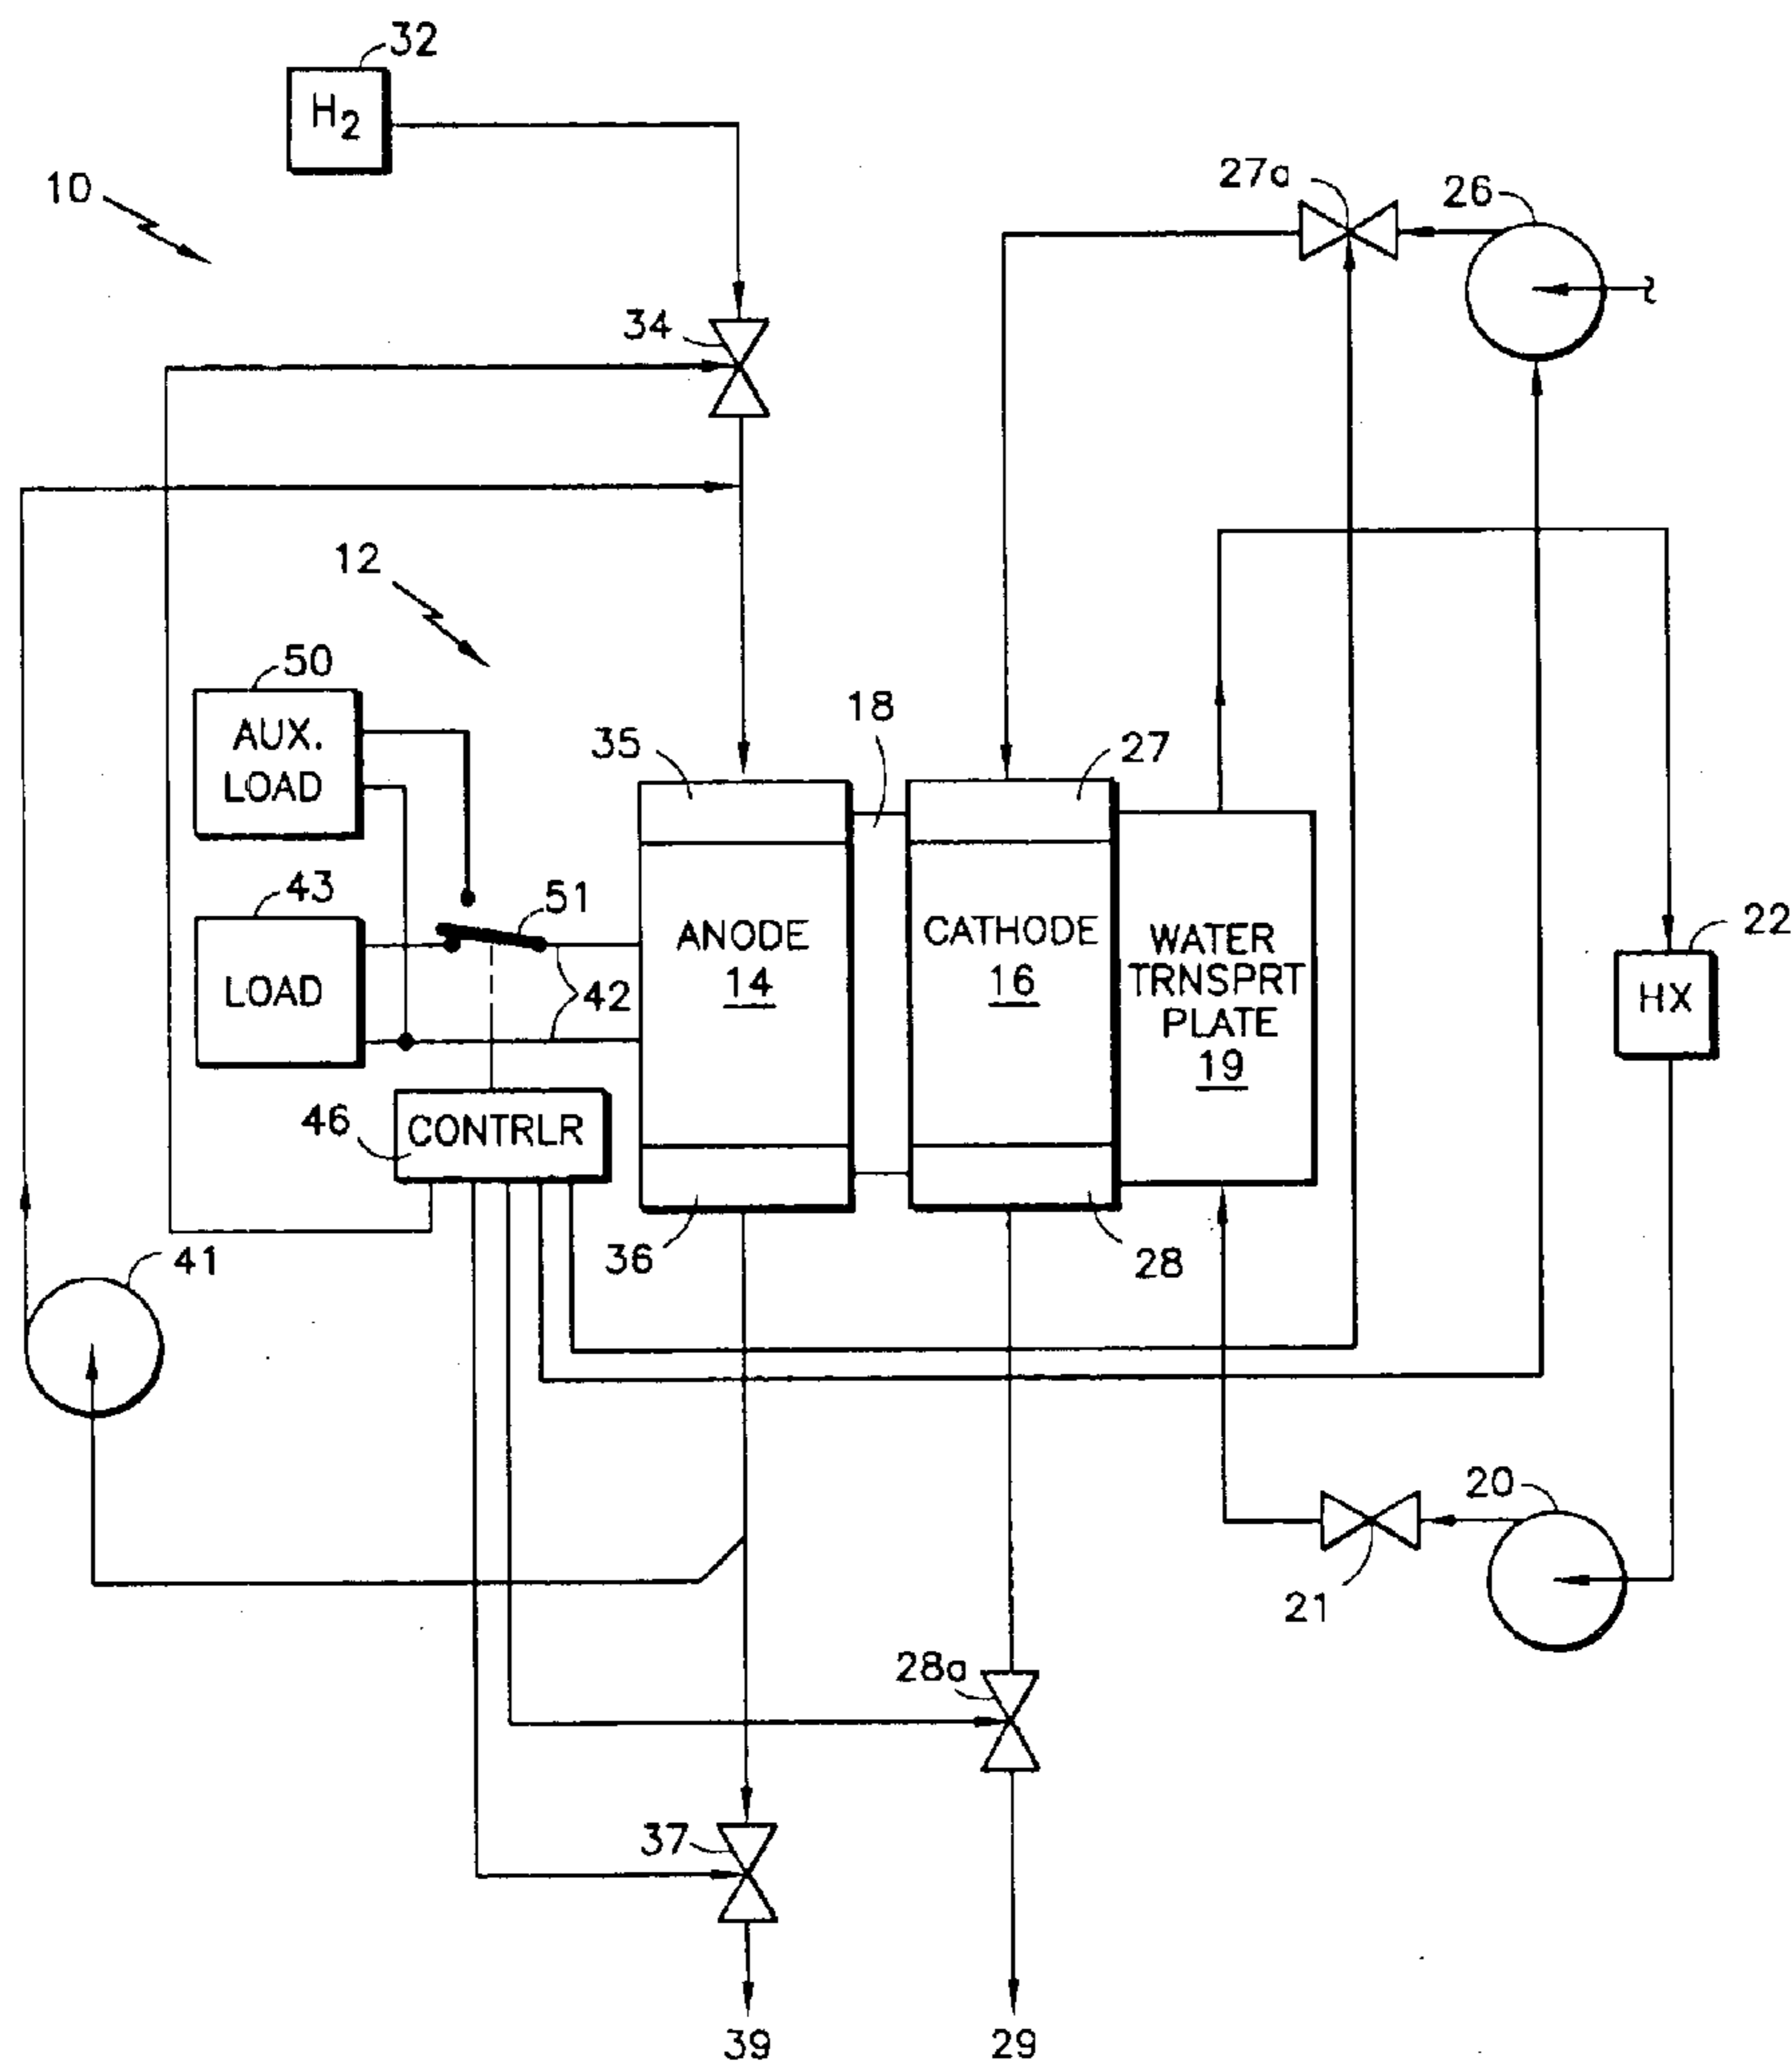 32
H2
10
27a
26
34
12
50
AUX.
LOAD
18
35
27
43
LOAD
51
42
ANODE
14
CATHODE
16
WATER
TRNSPRT
PLATE
19
22
HX
46
CONTRLR
36
28
41
20
21
28a
37
39
29